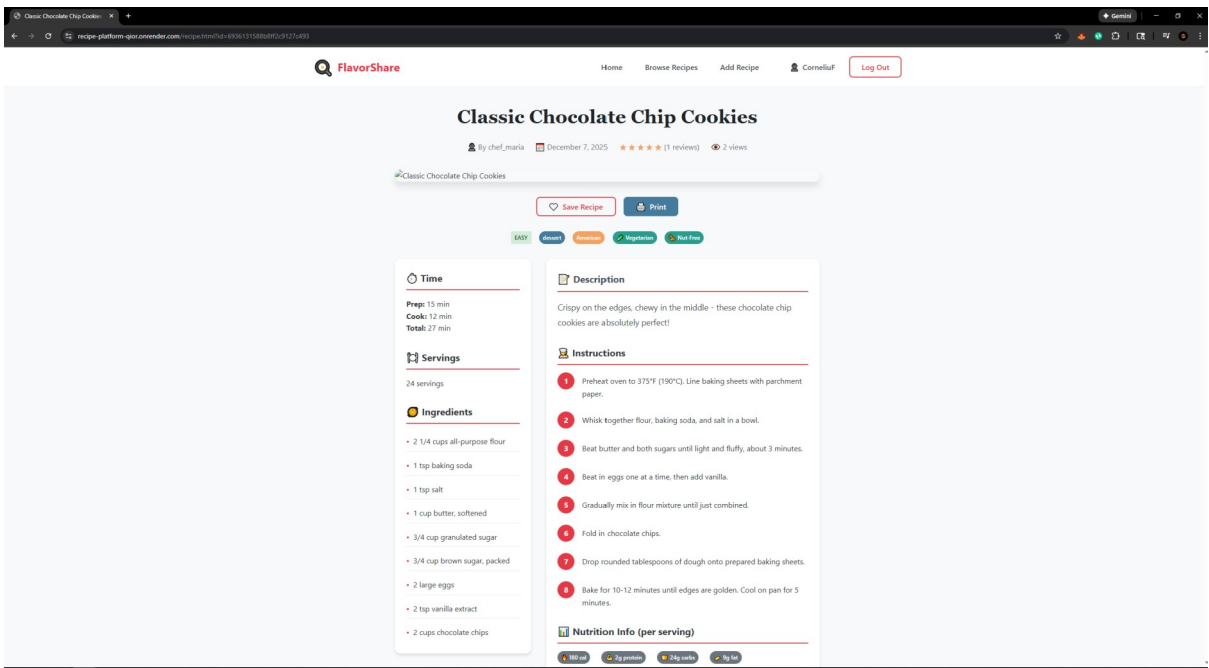 Classic Chocolate Chip Cookies
Gemini
recipe-platform-qior.onrender.com/recipe.html?id=6936131588b8ff2c9127c493
FlavorShare
Home
Browse Recipes
Add Recipe
CorneliuF
Log Out
Classic Chocolate Chip Cookies
By chef_maria
December 7, 2025
(1 reviews)
2 views
Classic Chocolate Chip Cookies
Save Recipe
Print
EASY
dessert
American
Vegetarian
Nut-Free
Time
Prep: 15 min
Cook: 12 min
Total: 27 min
Servings
24 servings
Ingredients
• 2 1/4 cups all-purpose flour
• 1 tsp baking soda
• 1 tsp salt
• 1 cup butter, softened
• 3/4 cup granulated sugar
• 3/4 cup brown sugar, packed
• 2 large eggs
• 2 tsp vanilla extract
• 2 cups chocolate chips
Description
Crispy on the edges, chewy in the middle - these chocolate chip
cookies are absolutely perfect!
Instructions
1 Preheat oven to 375°F (190°C). Line baking sheets with parchment
paper.
2 Whisk together flour, baking soda, and salt in a bowl.
3 Beat butter and both sugars until light and fluffy, about 3 minutes.
4 Beat in eggs one at a time, then add vanilla.
5 Gradually mix in flour mixture until just combined.
6 Fold in chocolate chips.
7 Drop rounded tablespoons of dough onto prepared baking sheets.
8 Bake for 10-12 minutes until edges are golden. Cool on pan for 5
minutes.
Nutrition Info (per serving)
180 cal
2g protein
24g carbs
9g fat